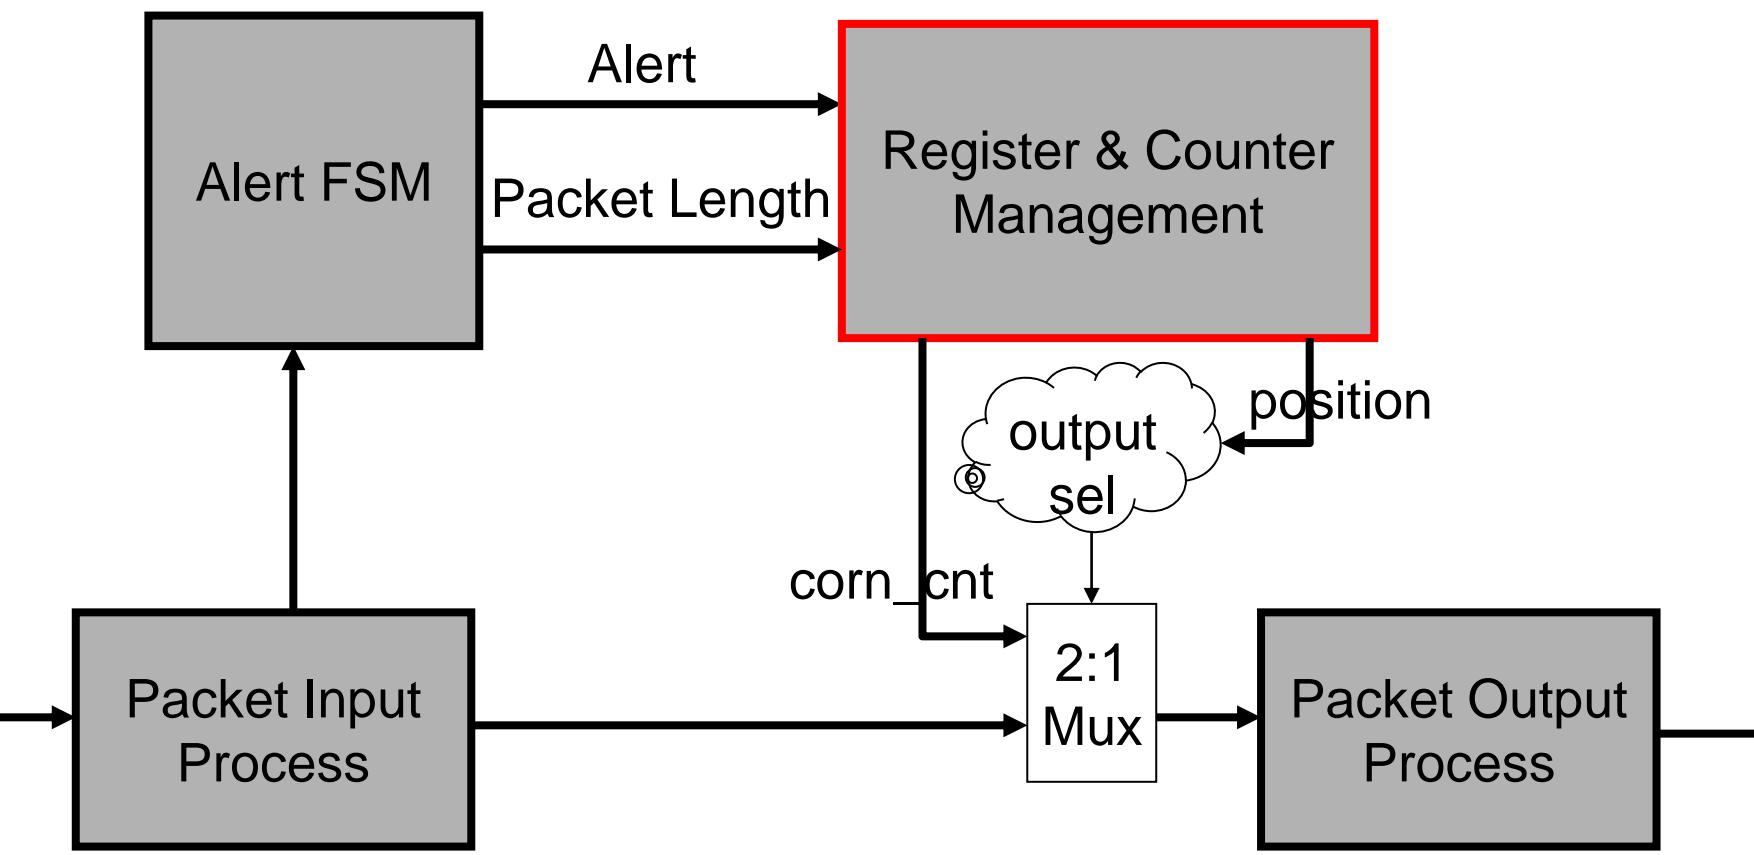 Alert
Alert FSM
Packet Length
Register & Counter
Management
position
output
sel
corn_cnt
2:1
Mux
Packet Input
Process
Packet Output
Process